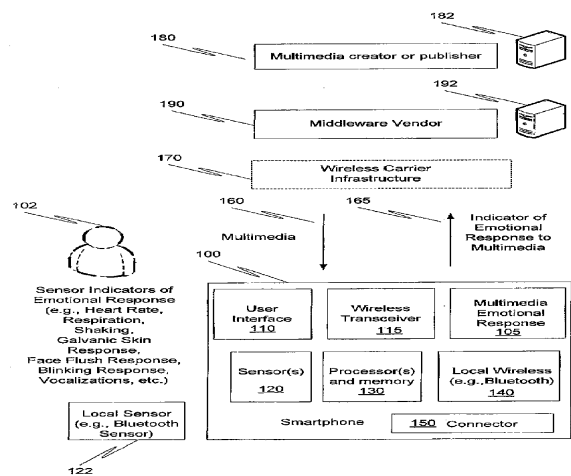 182
180
Multimedia creator or publisher
192
190
Middleware Vendor
170
Wireless Carrier
Infrastructure
102
160
165
Multimedia
Indicator of
Emotional
Response to
Multimedia
100
Sensor Indicators of
Emotional Response
(e.g., Heart Rate,
Respiration,
Shaking,
Galvanic Skin
Response,
Face Flush Response,
Blinking Response,
Vocalizations, etc.)
User
Interface
110
Wireless
Transceiver
115
Multimedia
Emotional
Response
105
Sensor(s)
120
Processor(s)
and memory
130
Local Wireless
(e.g.,Bluetooth)
140
Local Sensor
(e.g., Bluetooth
Sensor)
Smartphone
150 Connector
122